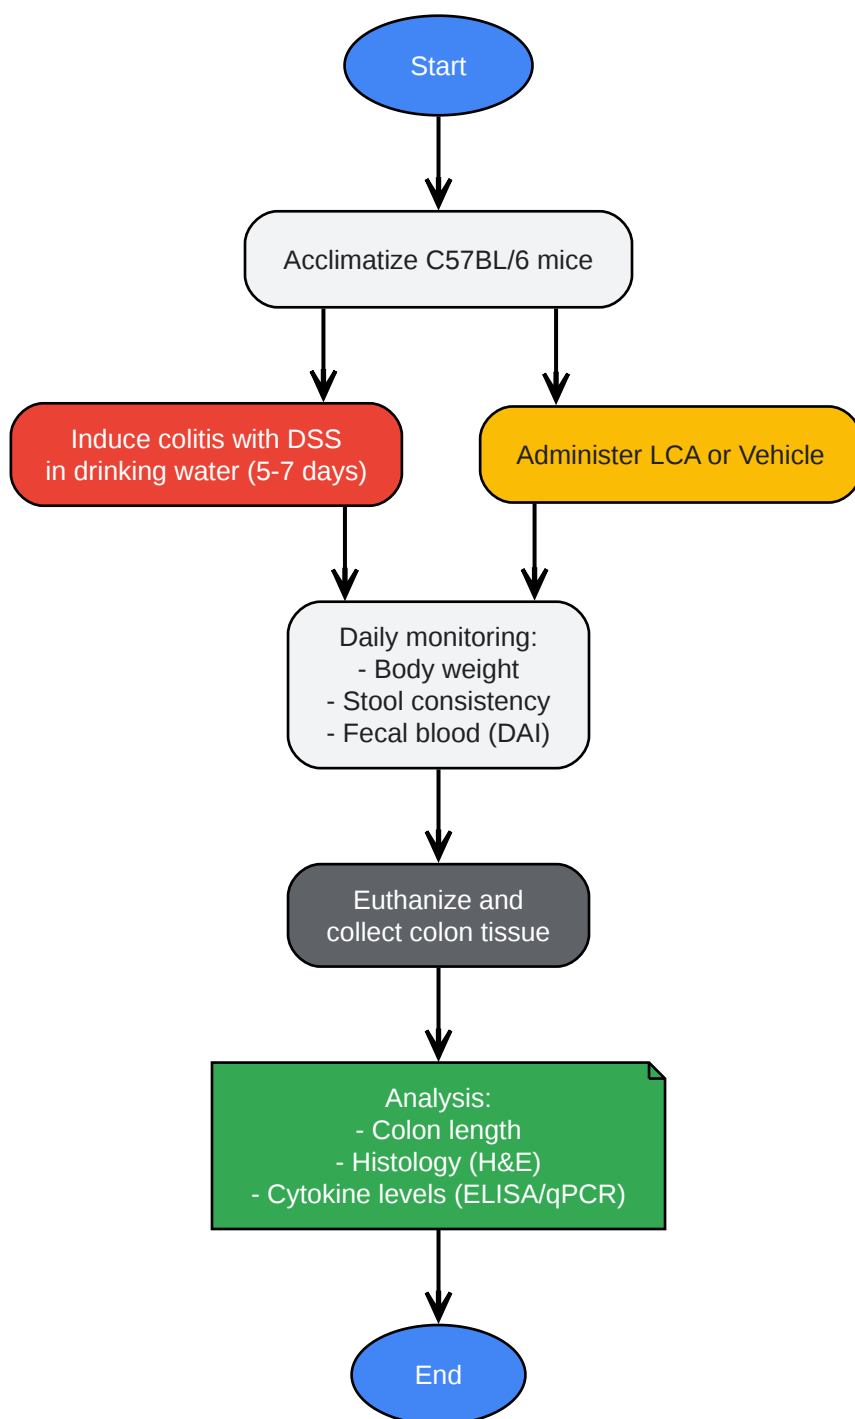 Start
Acclimatize C57BL/6 mice
Induce colitis with DSS
in drinking water (5-7 days)
Administer LCA or Vehicle
Daily monitoring:
- Body weight
- Stool consistency
- Fecal blood (DAI)
Euthanize and
collect colon tissue
Analysis:
- Colon length
- Histology (H&E)
- Cytokine levels (ELISA/qPCR)
End